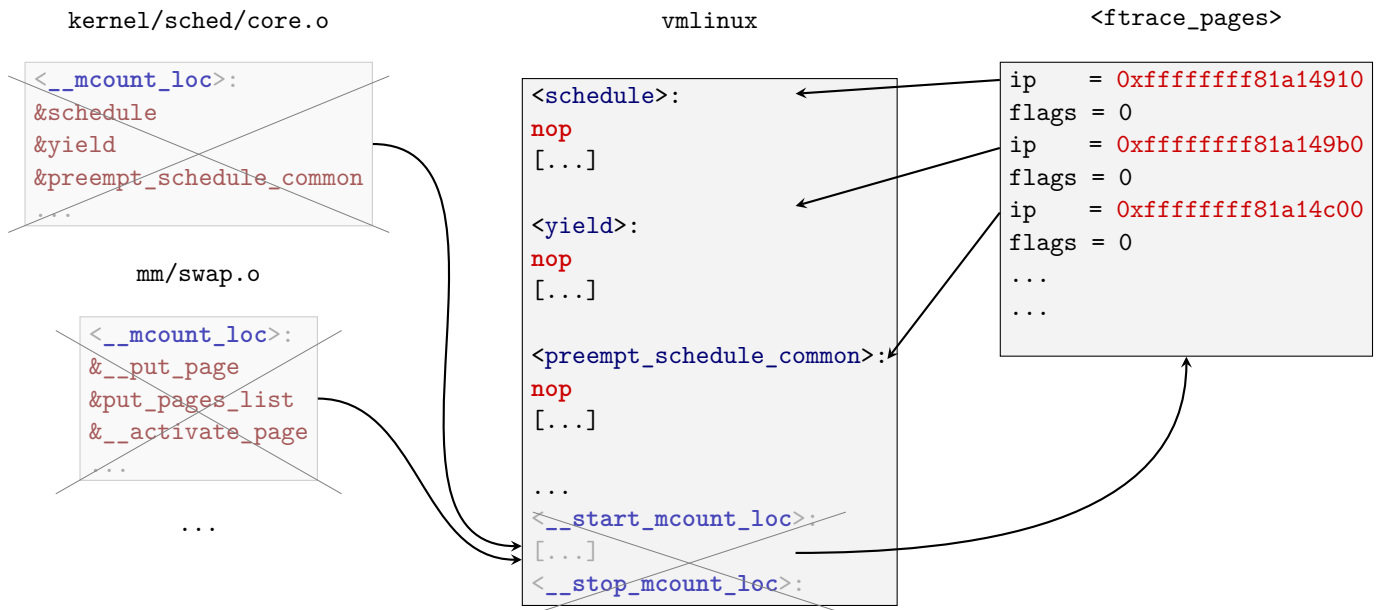 kernel/sched/core.o
<__mcount_loc>:
&schedule
&yield
&preempt_schedule_common
...
mm/swap.o
<__mcount_loc>:
&__put_page
&put_pages_list
&__activate_page
...
...
vmlinux
<schedule>:
nop
[...]
<yield>:
nop
[...]
<preempt_schedule_common>:
nop
[...]
...
<__start_mcount_loc>:
[...]
<__stop_mcount_loc>:
<ftrace_pages>
ip    = 0xffffffff81a14910
flags = 0
ip    = 0xffffffff81a149b0
flags = 0
ip    = 0xffffffff81a14c00
flags = 0
...
...